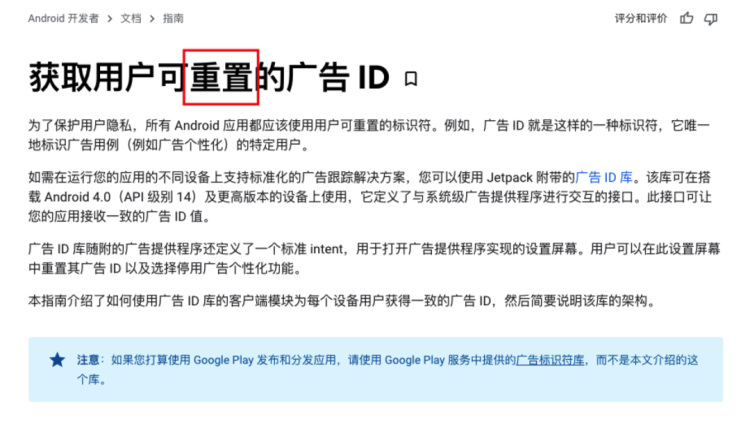 Android 开发者 > 文档 > 指南
评分和评价
获取用户可重置的广告 ID
为了保护用户隐私，所有 Android 应用都应该使用用户可重置的标识符。例如，广告 ID 就是这样的一种标识符，它唯一
地标识广告用例（例如广告个性化）的特定用户。
如需在运行您的应用的不同设备上支持标准化的广告跟踪解决方案，您可以使用 Jetpack 附带的广告 ID 库。该库可在搭
载 Android 4.0（API 级别 14）及更高版本的设备上使用，它定义了与系统级广告提供程序进行交互的接口。此接口可让
您的应用接收一致的广告 ID 值。
广告 ID 库随附的广告提供程序还定义了一个标准 intent，用于打开广告提供程序实现的设置屏幕。用户可以在此设置屏幕
中重置其广告 ID 以及选择停用广告个性化功能。
本指南介绍了如何使用广告 ID 库的客户端模块为每个设备用户获得一致的广告 ID，然后简要说明该库的架构。
注意：如果您打算使用 Google Play 发布和分发应用，请使用 Google Play 服务中提供的广告标识符库，而不是本文介绍的这
个库。